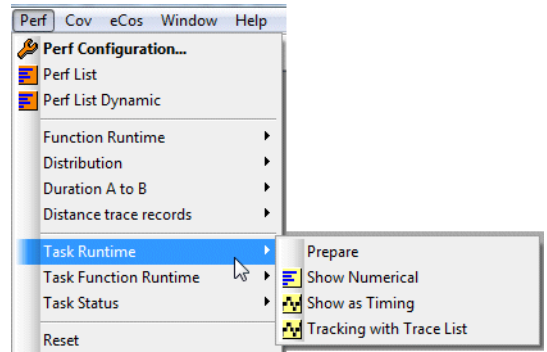 Perf Cov eCos Window Help
Perf Configuration...
Perf List
Perf List Dynamic
Function Runtime
Distribution
Duration A to B
Distance trace records
Task Runtime
Prepare
Task Function Runtime
Show Numerical
Task Status
Show as Timing
Tracking with Trace List
Reset